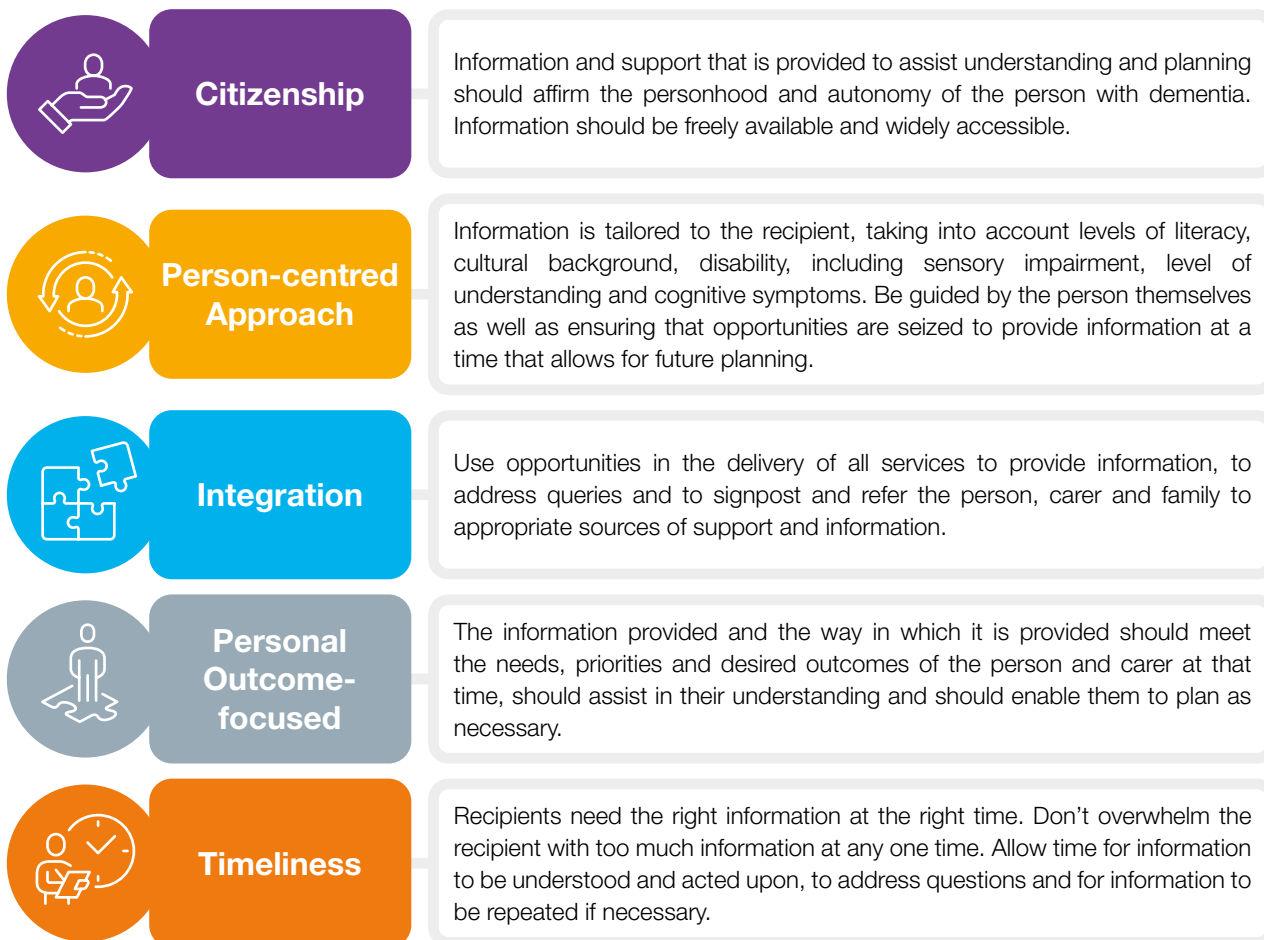 Citizenship
Information and support that is provided to assist understanding and planning
should affirm the personhood and autonomy of the person with dementia.
Information should be freely available and widely accessible.
Person-centred
Approach
Information is tailored to the recipient, taking into account levels of literacy,
cultural background, disability, including sensory impairment, level of
understanding and cognitive symptoms. Be guided by the person themselves
as well as ensuring that opportunities are seized to provide information at a
time that allows for future planning.
Integration
Use opportunities in the delivery of all services to provide information, to
address queries and to signpost and refer the person, carer and family to
appropriate sources of support and information.
Personal
Outcome-
focused
The information provided and the way in which it is provided should meet
the needs, priorities and desired outcomes of the person and carer at that
time, should assist in their understanding and should enable them to plan as
necessary.
Timeliness
Recipients need the right information at the right time. Don’t overwhelm the
recipient with too much information at any one time. Allow time for information
to be understood and acted upon, to address questions and for information to
be repeated if necessary.